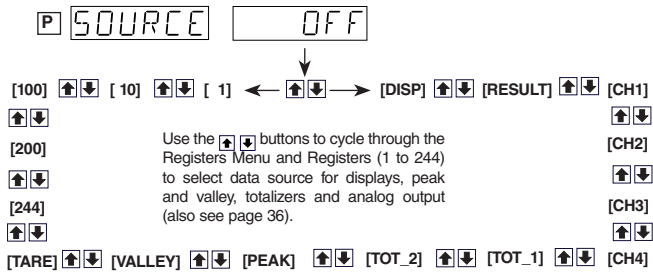 P SOURCE OFF
[100] [ 10] [ 1] [DISP] [RESULT] [CH1]
[200] [CH2]
[244] [CH3]
[TARE] [VALLEY] [PEAK] [TOT_2] [TOT_1] [CH4]
Use the buttons to cycle through the
Registers Menu and Registers (1 to 244)
to select data source for displays, peak
and valley, totalizers and analog output
(also see page 36).